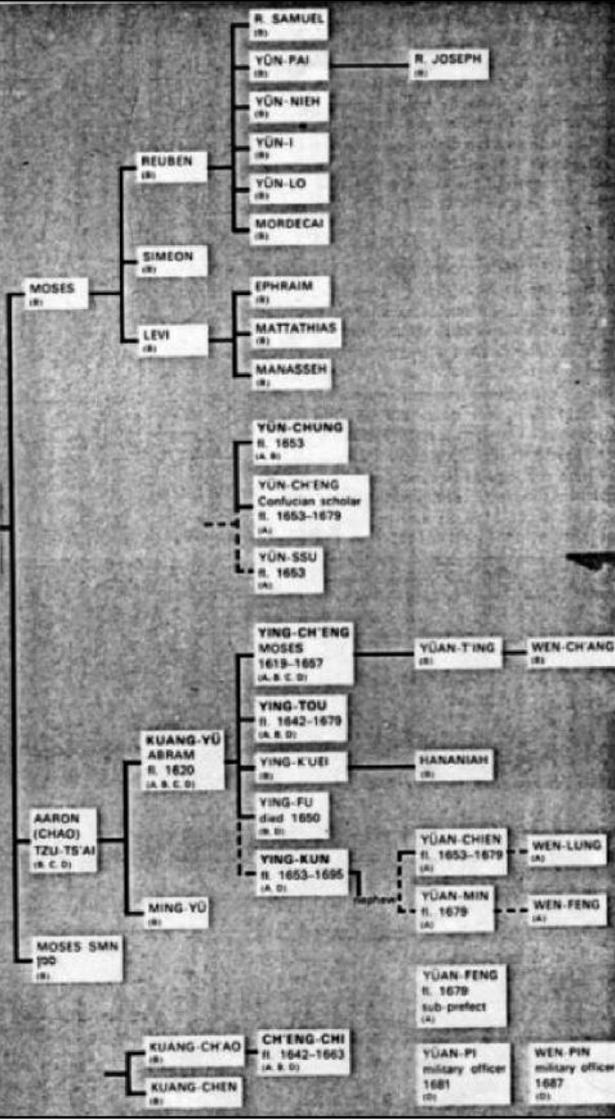 R. SAMUEL
(B)
YÜN-PAI
(B)
R. JOSEPH
(B)
YÜN-NIEH
(B)
YÜN-I
(B)
REUBEN
(B)
YÜN-LO
(B)
MORDECAI
(B)
SIMEON
(B)
MOSES
(B)
EPHRAIM
(B)
LEVI
(B)
MATTATHIAS
(B)
MANASSEH
(B)
YÜN-CHUNG
fl. 1653
(A. B)
YÜN-CH'ENG
Confucian scholar
fl. 1653–1679
(A)
YÜN-SSU
fl. 1653
(A)
YING-CH'ENG
MOSES
1619–1657
(A. B. C. D)
YÜAN-T'ING
(B)
WEN-CH'ANG
(B)
YING-TOU
fl. 1642–1679
(A. B. D)
KUANG-YÜ
ABRAM
fl. 1620
(A. B. C. D)
YING-K'UEI
(B)
HANANIAH
(B)
YING-FU
died 1650
(B. D)
AARON
(CHAO)
TZU-TS'AI
(B. C. D)
YING-KUN
fl. 1653–1695
(A. D)
nephew
YÜAN-CHIEN
fl. 1653–1679
(A)
WEN-LUNG
(A)
YÜAN-MIN
fl. 1679
(A)
WEN-FENG
(A)
MING-YÜ
(B)
MOSES SMN
סמן
(B)
YÜAN-FENG
fl. 1679
sub-prefect
(A)
KUANG-CH'AO
(B)
CH'ENG-CHI
fl. 1642–1663
(A. B. D)
KUANG-CHEN
(B)
YÜAN-PI
military officer
1681
(D)
WEN-PIN
military officer
1687
(D)